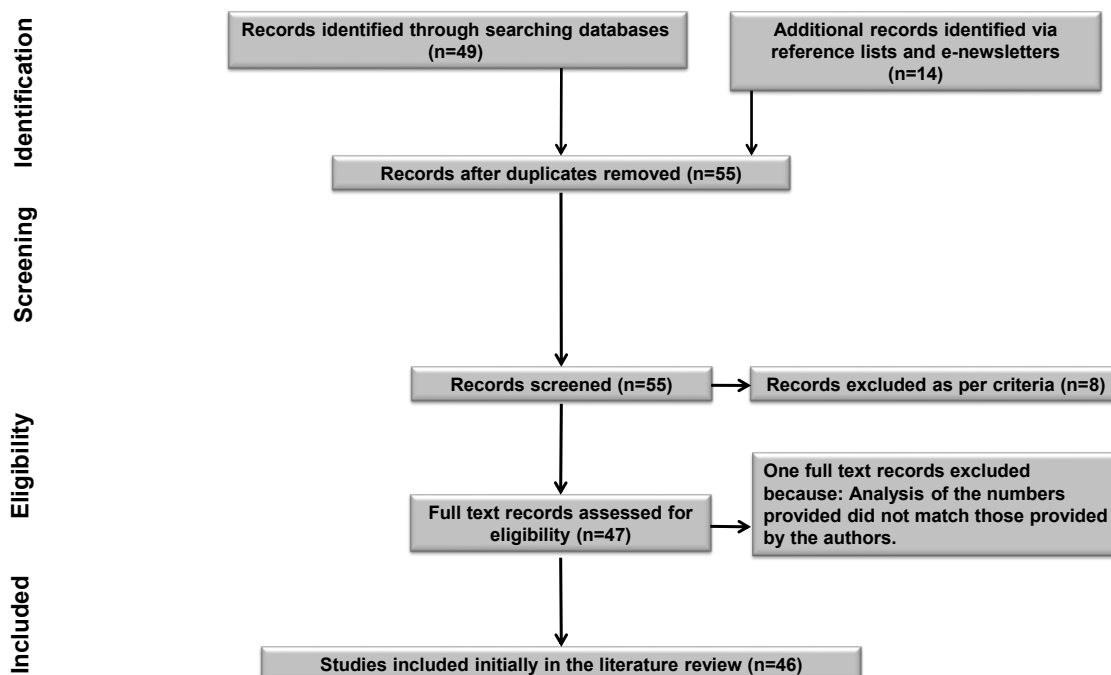 Identification
Records identified through searching databases
(n=49)
Additional records identified via
reference lists and e-newsletters
(n=14)
Records after duplicates removed (n=55)
Screening
Records screened (n=55)
Records excluded as per criteria (n=8)
Eligibility
Full text records assessed for
eligibility (n=47)
One full text records excluded
because: Analysis of the numbers
provided did not match those provided
by the authors.
Included
Studies included initially in the literature review (n=46)